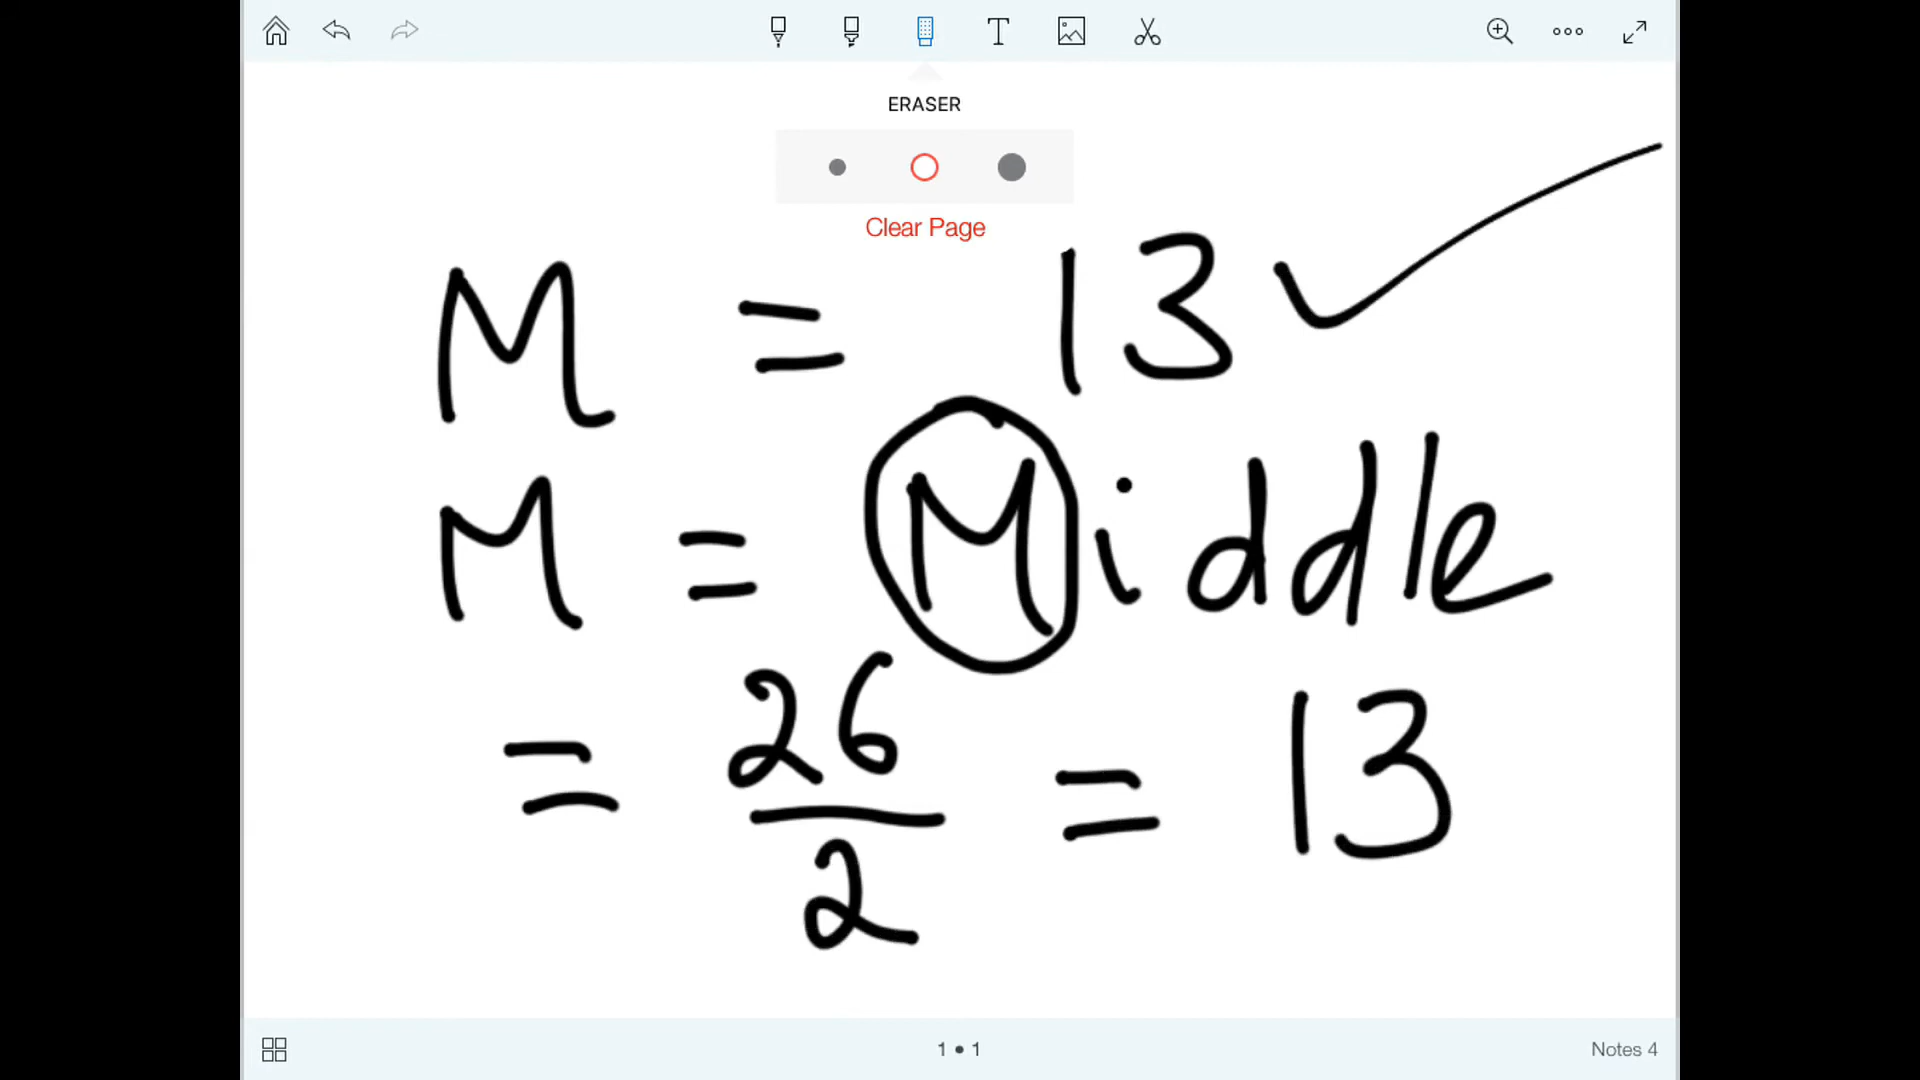 ERASER
Clear Page
M = 13
M = Middle
= 26/2 = 13
1 • 1
Notes 4